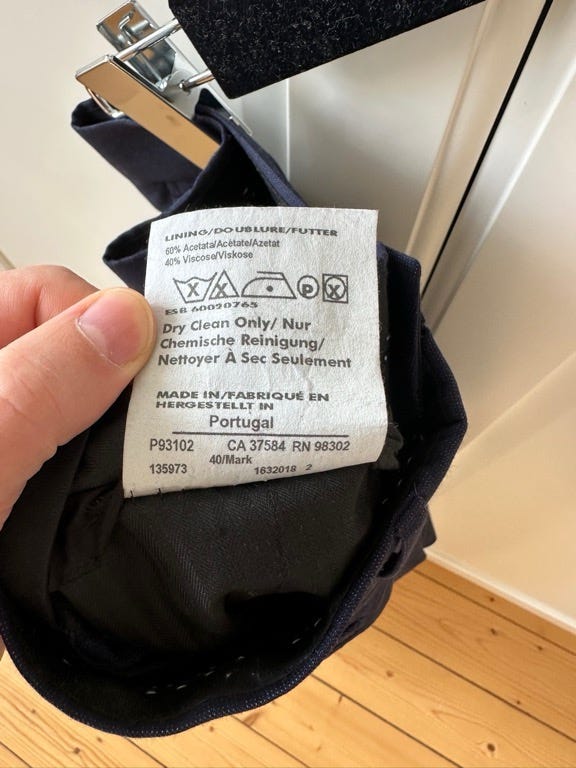 LINING/DOUBLURE/FUTTER
60% Acetata/Acétate/Azetat
40% Viscose/Viskose
X X P X
ESB 60020765
Dry Clean Only/ Nur
Chemische Reinigung/
Nettoyer À Sec Seulement
MADE IN/FABRIQUÉ EN
HERGESTELLT IN
Portugal
P93102 CA 37584 RN 98302
135973 40/Mark 1632018 2